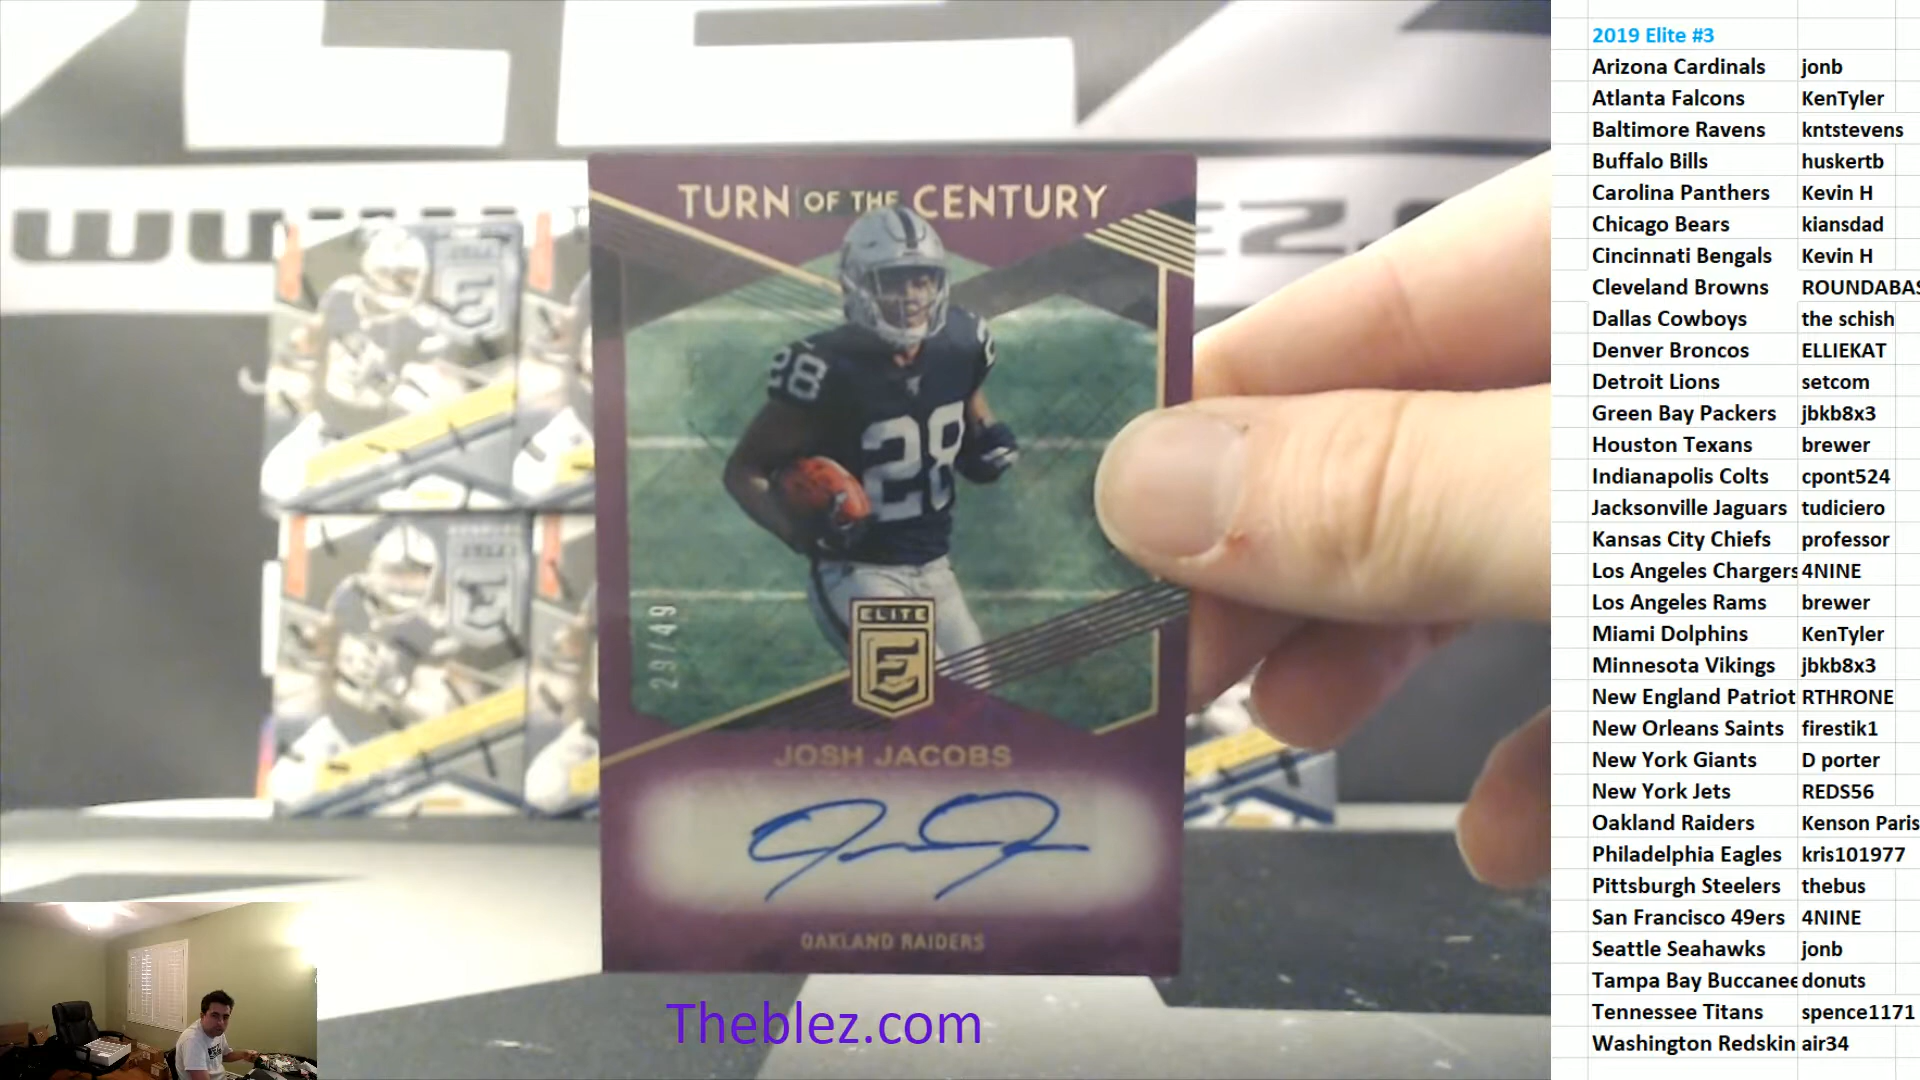 TURN OF THE CENTURY
28
28
29/49
ELITE
E
JOSH JACOBS
OAKLAND RAIDERS
Theblez.com
2019 Elite #3
Arizona Cardinals jonb
Atlanta Falcons KenTyler
Baltimore Ravens kntstevens
Buffalo Bills huskertb
Carolina Panthers Kevin H
Chicago Bears kiansdad
Cincinnati Bengals Kevin H
Cleveland Browns ROUNDABAS
Dallas Cowboys the schish
Denver Broncos ELLIEKAT
Detroit Lions setcom
Green Bay Packers jbkb8x3
Houston Texans brewer
Indianapolis Colts cpont524
Jacksonville Jaguars tudiciero
Kansas City Chiefs professor
Los Angeles Chargers 4NINE
Los Angeles Rams brewer
Miami Dolphins KenTyler
Minnesota Vikings jbkb8x3
New England Patriot RTHRONE
New Orleans Saints firestik1
New York Giants D porter
New York Jets REDS56
Oakland Raiders Kenson Paris
Philadelphia Eagles kris101977
Pittsburgh Steelers thebus
San Francisco 49ers 4NINE
Seattle Seahawks jonb
Tampa Bay Buccanee donuts
Tennessee Titans spence1171
Washington Redskin air34